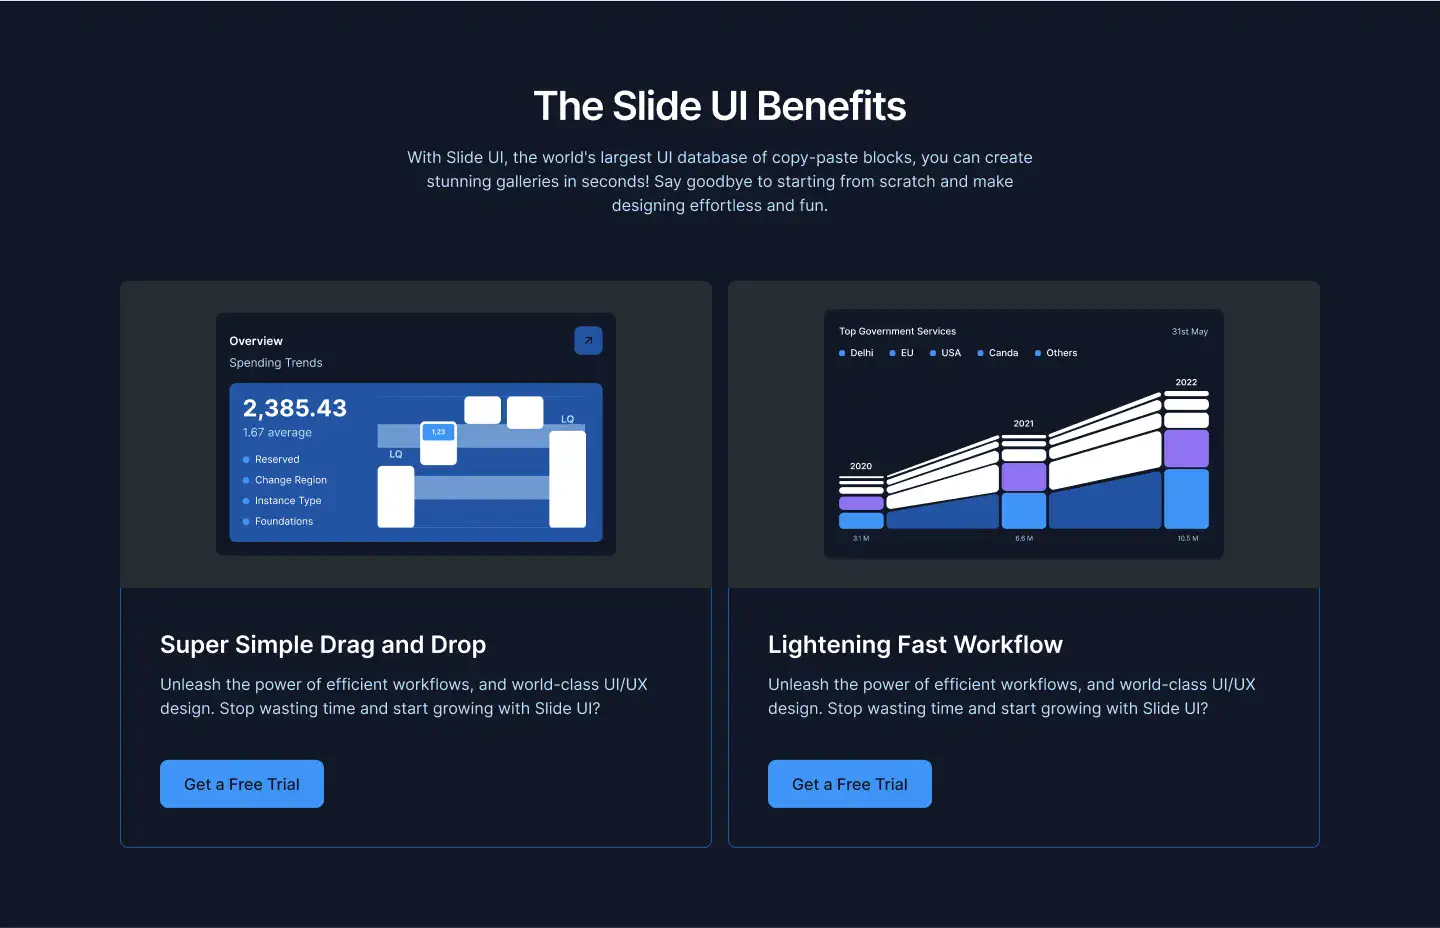 The Slide UI Benefits
With Slide UI, the world's largest UI database of copy-paste blocks, you can create
stunning galleries in seconds! Say goodbye to starting from scratch and make
designing effortless and fun.
Overview
Spending Trends
2,385.43
1.67 average
Reserved
Change Region
Instance Type
Foundations
LQ
1,23
LQ
Top Government Services
31st May
Delhi EU USA Canda Others
2020
2021
2022
3.1 M
6.6 M
10.5 M
Super Simple Drag and Drop
Unleash the power of efficient workflows, and world-class UI/UX
design. Stop wasting time and start growing with Slide UI?
Get a Free Trial
Lightening Fast Workflow
Unleash the power of efficient workflows, and world-class UI/UX
design. Stop wasting time and start growing with Slide UI?
Get a Free Trial